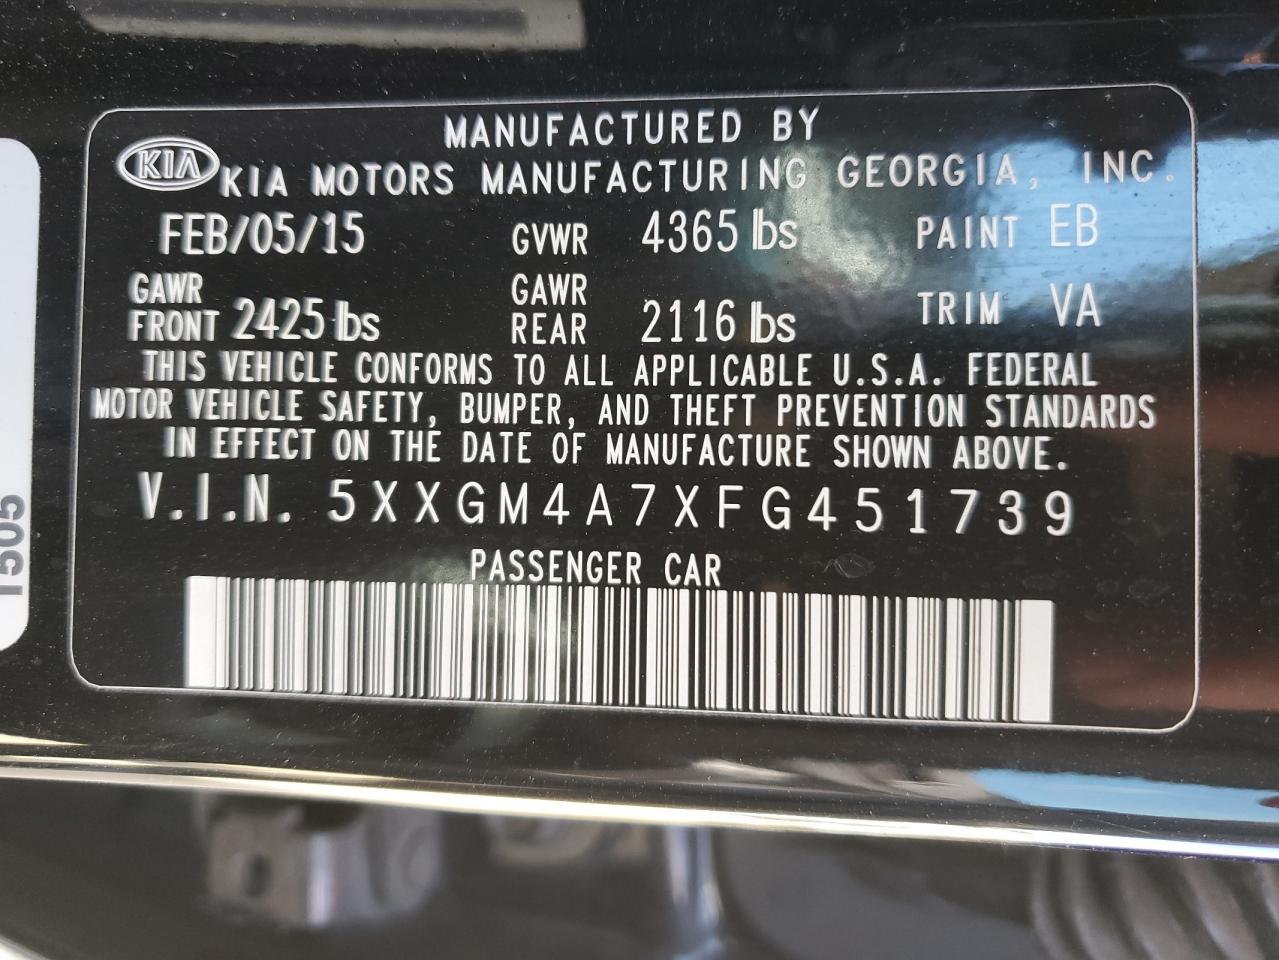 MANUFACTURED BY
KIA KIA MOTORS MANUFACTURING GEORGIA, INC.
FEB/05/15 GVWR 4365 lbs PAINT EB
GAWR FRONT 2425 lbs GAWR REAR 2116 lbs TRIM VA
THIS VEHICLE CONFORMS TO ALL APPLICABLE U.S.A. FEDERAL
MOTOR VEHICLE SAFETY, BUMPER, AND THEFT PREVENTION STANDARDS
IN EFFECT ON THE DATE OF MANUFACTURE SHOWN ABOVE.
V.I.N. 5XXGM4A7XFG451739
PASSENGER CAR